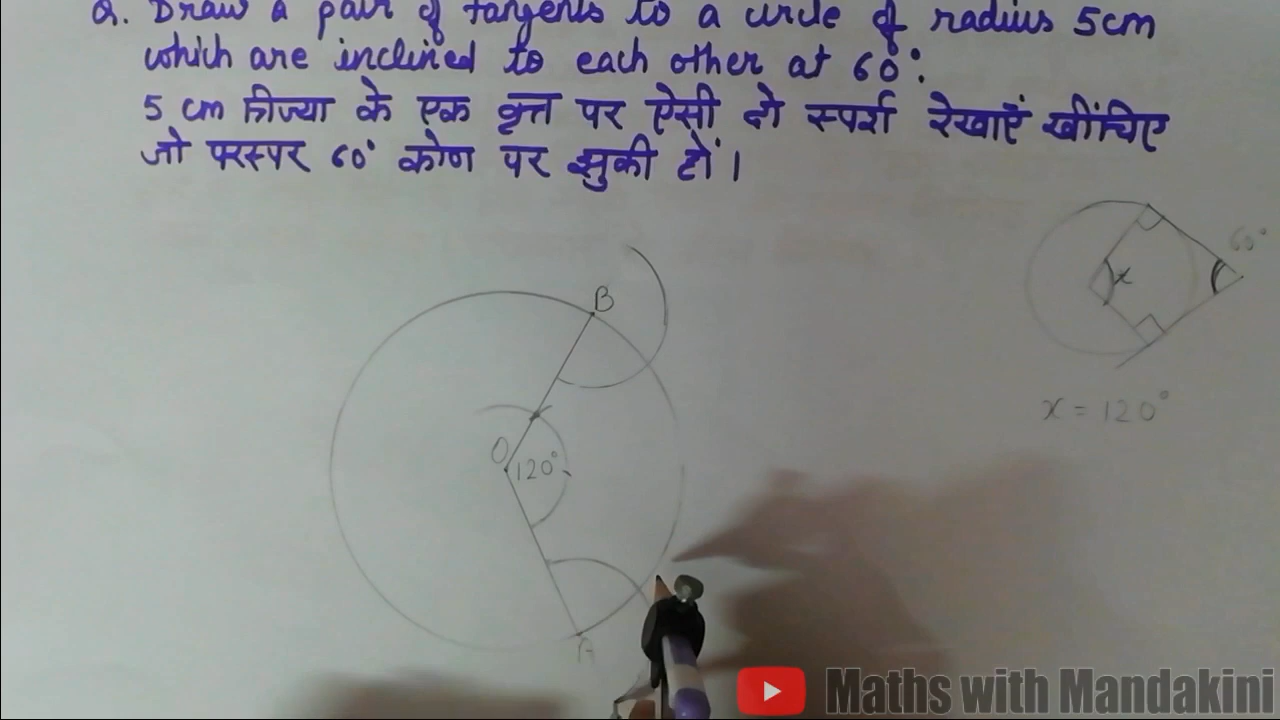 Q. Draw a pair of tangents to a circle of radius 5cm
which are inclined to each other at 60°.
5 cm त्रिज्या के एक वृत्त पर ऐसी दो स्पर्श रेखाएँ खींचिए
जो परस्पर 60° कोण पर झुकी हों।
60°
x
x = 120°
B
O
120°
A
Maths with Mandakini